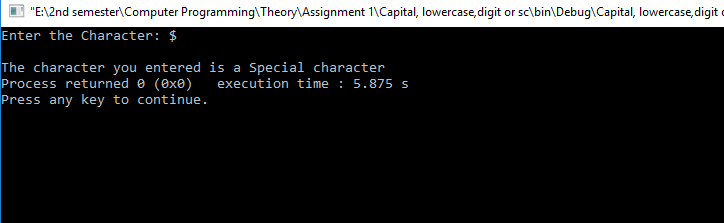 "E:\2nd semester\Computer Programming\Theory\Assignment 1\Capital, lowercase,digit or sc\bin\Debug\Capital, lowercase,digit
Enter the Character: $
The character you entered is a Special character
Process returned 0 (0x0)   execution time : 5.875 s
Press any key to continue.